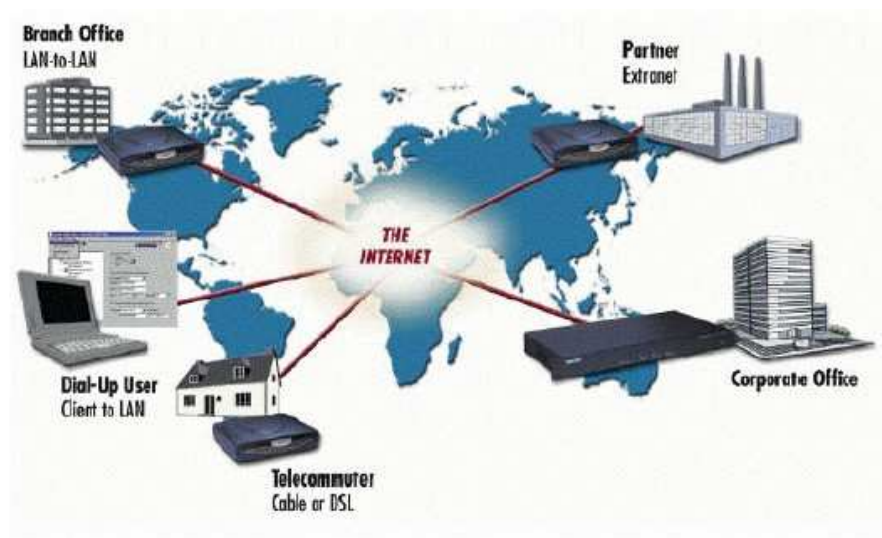 Branch Office
LAN-to-LAN
Partner
Extranet
THE
INTERNET
Dial-Up User
Client to LAN
Corporate Office
Telecommuter
Cable or DSL